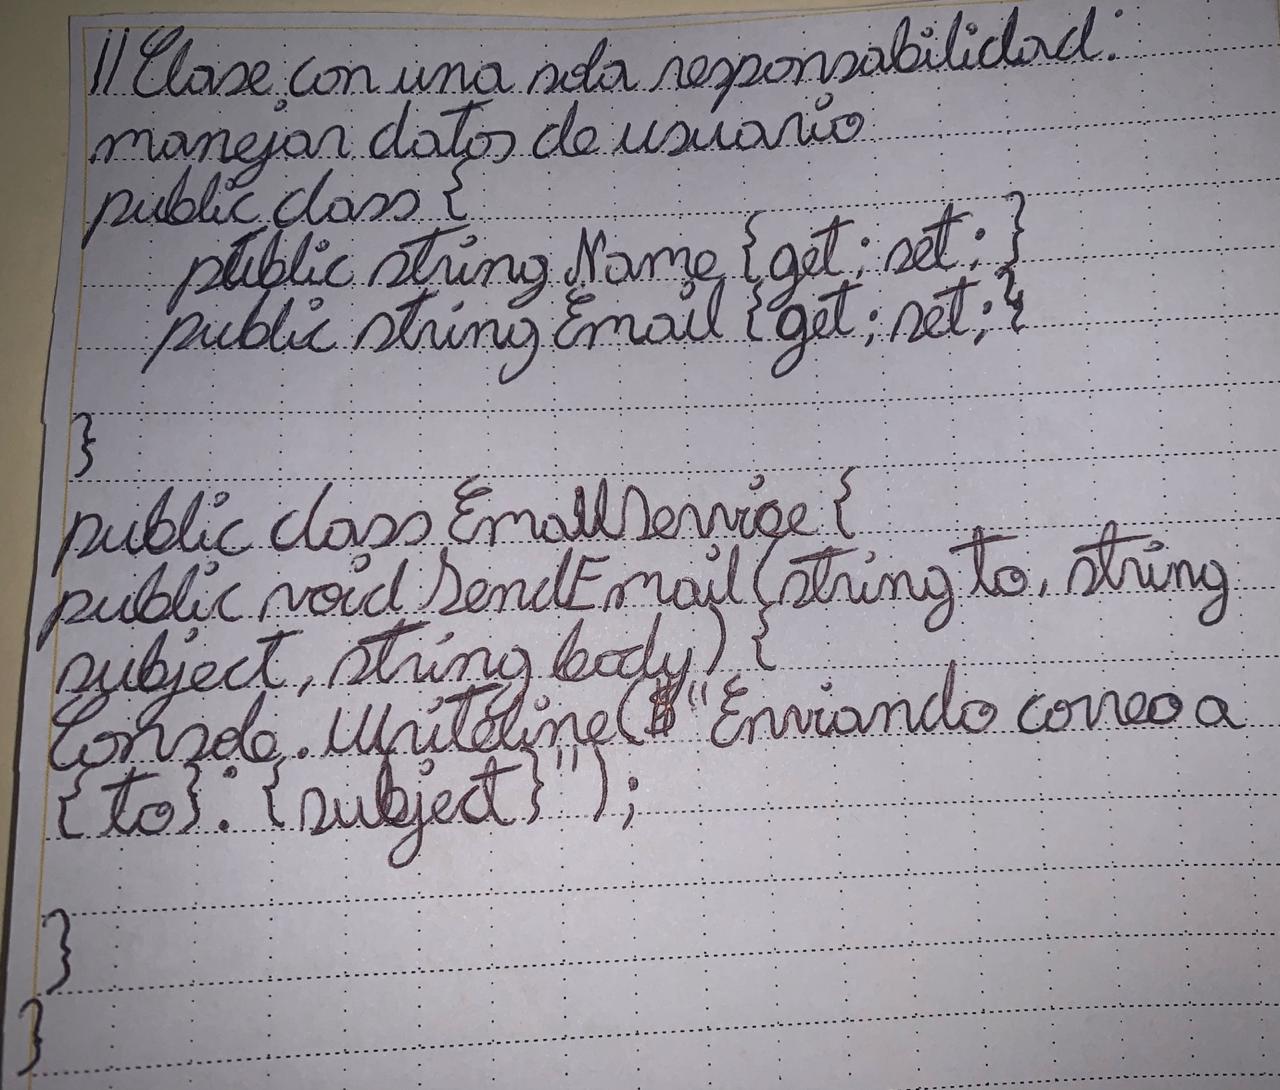 // Clase con una sola responsabilidad:
manejar datos de usuario
public class {
public string Name {get; set; }
public string Email {get; set; }
}
public class EmailService {
public void SendEmail(string to, string
subject, string body) {
Console.WriteLine($"Enviando correo a
{to}: {subject}");
}
}